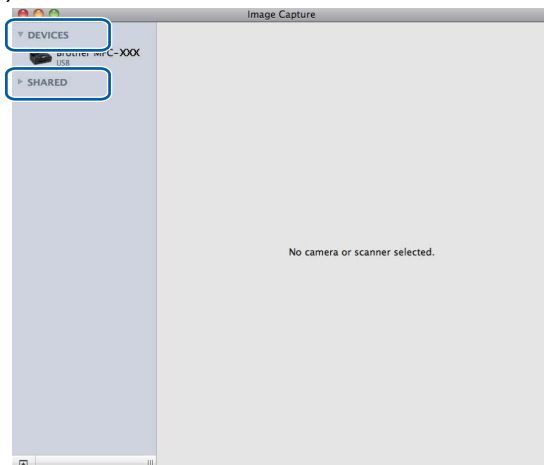 Image Capture
DEVICES
Brother MFC-XXX
USB
SHARED
No camera or scanner selected.